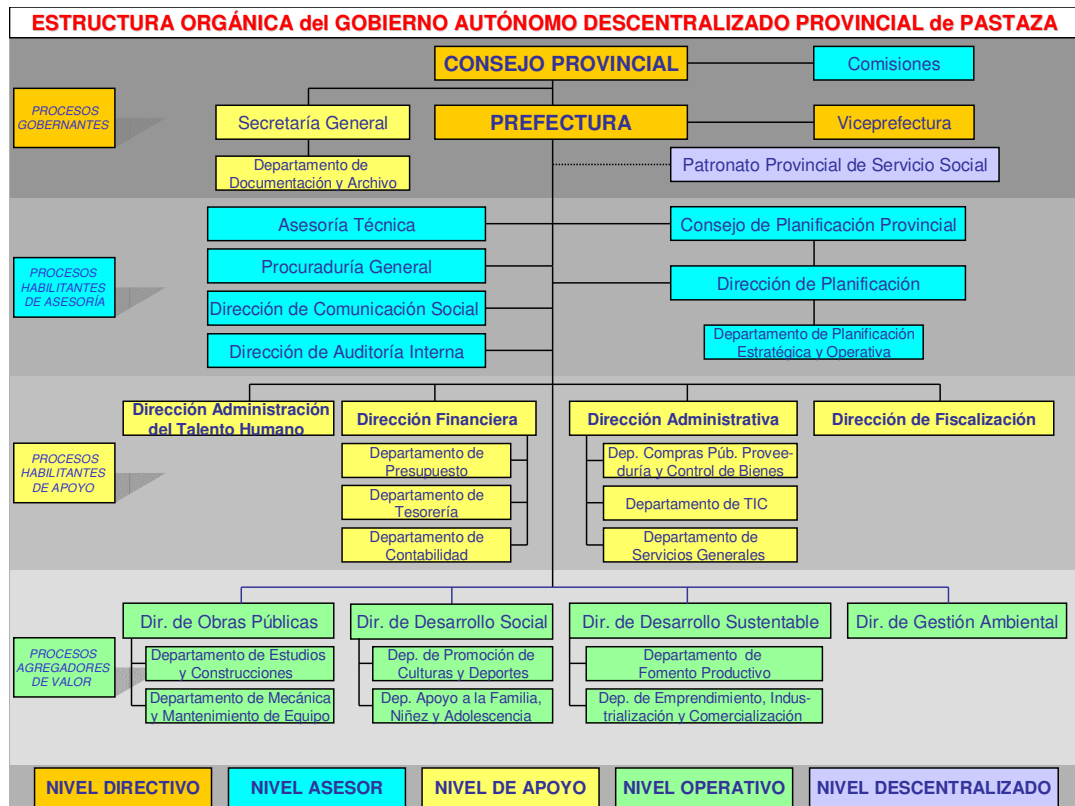 ESTRUCTURA ORGÁNICA del GOBIERNO AUTÓNOMO DESCENTRALIZADO PROVINCIAL de PASTAZA
CONSEJO PROVINCIAL
Comisiones
PROCESOS
GOBERNANTES
Secretaría General
PREFECTURA
Viceprefectura
Departamento de
Documentación y Archivo
Patronato Provincial de Servicio Social
Asesoría Técnica
Consejo de Planificación Provincial
PROCESOS
HABILITANTES
DE ASESORÍA
Procuraduría General
Dirección de Planificación
Dirección de Comunicación Social
Departamento de Planificación
Estratégica y Operativa
Dirección de Auditoría Interna
Dirección Administración
del Talento Humano
Dirección Financiera
Dirección Administrativa
Dirección de Fiscalización
PROCESOS
HABILITANTES
DE APOYO
Departamento de
Presupuesto
Dep. Compras Púb. Provee-
duría y Control de Bienes
Departamento de
Tesorería
Departamento de TIC
Departamento de
Contabilidad
Departamento de
Servicios Generales
Dir. de Obras Públicas
Dir. de Desarrollo Social
Dir. de Desarrollo Sustentable
Dir. de Gestión Ambiental
PROCESOS
AGREGADORES
DE VALOR
Departamento de Estudios
y Construcciones
Dep. de Promoción de
Culturas y Deportes
Departamento de
Fomento Productivo
Departamento de Mecánica
y Mantenimiento de Equipo
Dep. Apoyo a la Familia,
Niñez y Adolescencia
Dep. de Emprendimiento, Indus-
trialización y Comercialización
NIVEL DIRECTIVO
NIVEL ASESOR
NIVEL DE APOYO
NIVEL OPERATIVO
NIVEL DESCENTRALIZADO